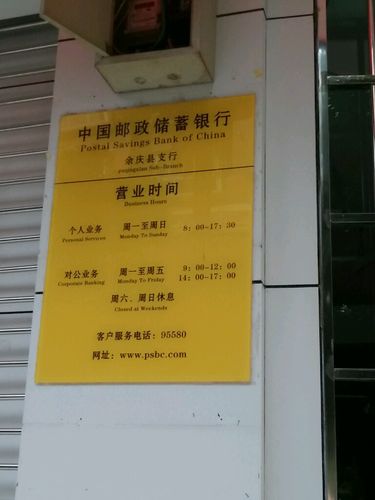 中国邮政储蓄银行
Postal Savings Bank of China
余庆县支行
yuqingxian Sub-Branch
营业时间
Business Hours
个人业务 周一至周日 8：00-17：30
Personal Services Monday To Sunday
对公业务 周一至周五 9：00-12：00
Corporate Banking Monday To Friday 14：00-17：00
周六、周日休息
Closed at Weekends
客户服务电话：95580
网址：www.psbc.com